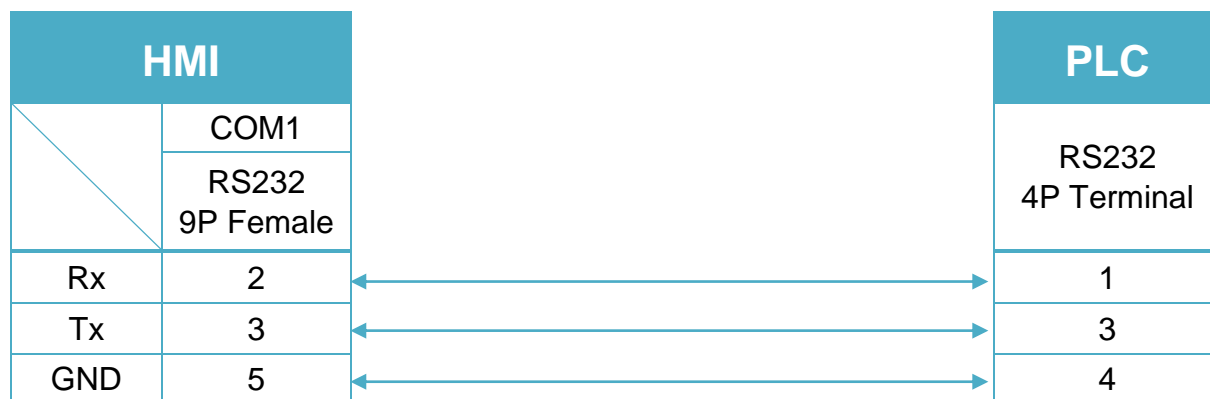 HMI PLC
COM1
RS232
9P Female
RS232
4P Terminal
Rx 2 1
Tx 3 3
GND 5 4